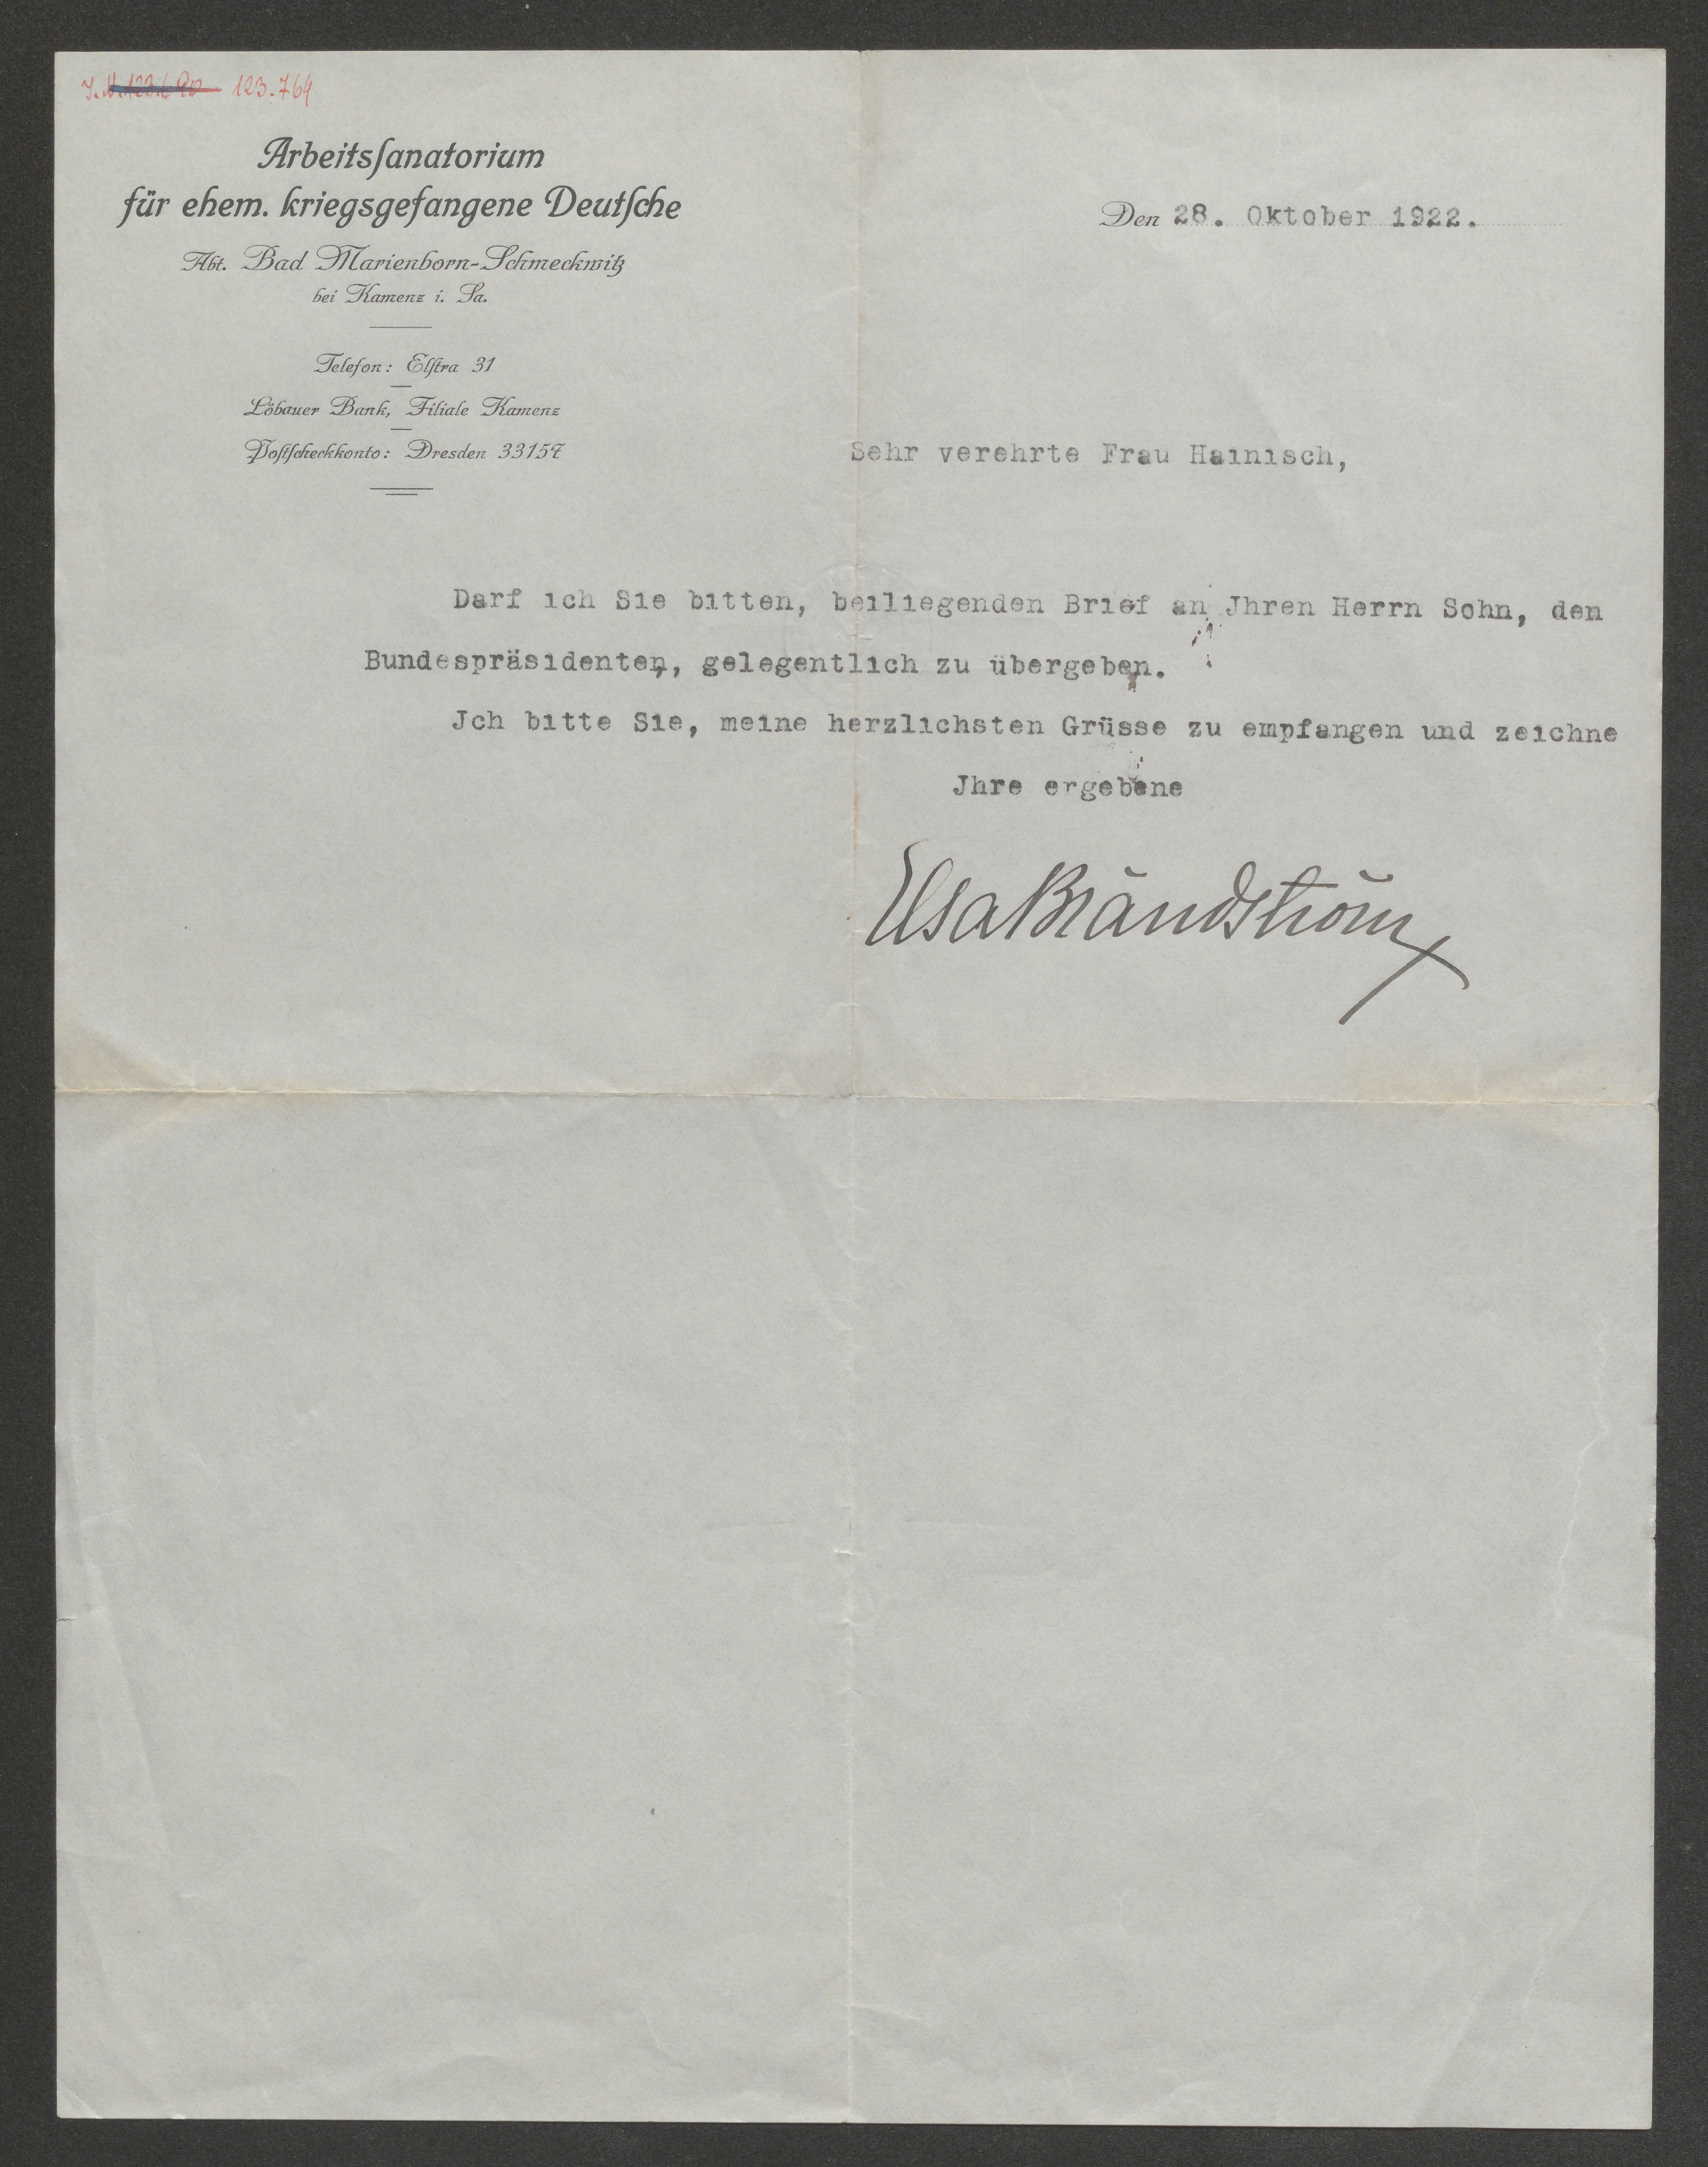 J.N. 123.690 123.764
Arbeitsſanatorium
für ehem. kriegsgefangene Deutſche
Abt. Bad Marienborn-Schmeckwitz
bei Kamenz i. Sa.
Telefon: Elſtra 31
Löbauer Bank, Filiale Kamenz
Poſtſcheckkonto: Dresden 33157
Den 28. Oktober 1922.
Sehr verehrte Frau Hainisch,
Darf ich Sie bitten, beiliegenden Brief an Jhren Herrn Sohn, den
Bundespräsidenten, gelegentlich zu übergeben.
Jch bitte Sie, meine herzlichsten Grüsse zu empfangen und zeichne
Jhre ergebene
Elsa Brändström